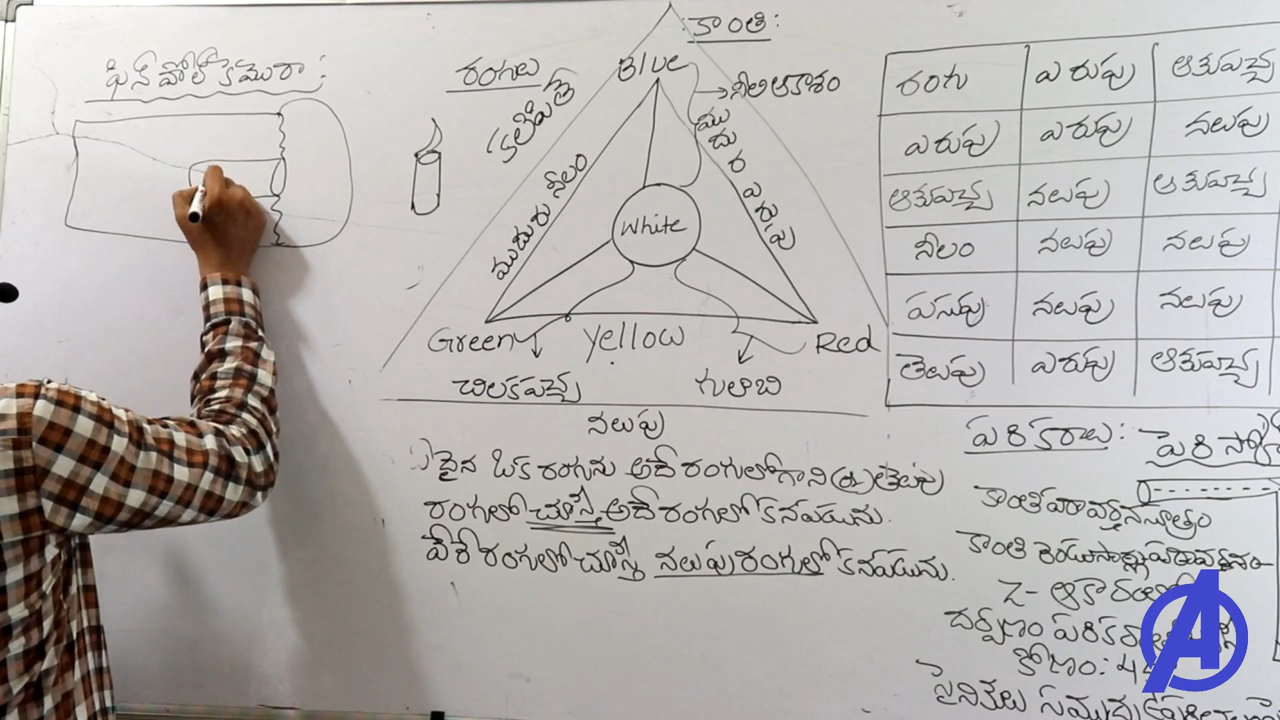 కాంతి:
పిన్ హోల్ కెమెరా:
రంగులు
Blue
→ నీలి ఆకాశం
ముదురు నీలం
ముదురు ఎరుపు
White
Green Yellow Red
చిలకపచ్చ గులాబి
నలుపు
దైన ఒక రంగును అదే రంగులోగాని (లే) తెలుపు
రంగులో చూస్తే అదే రంగులో కనపడును.
వేరే రంగులో చూస్తే నలుపు రంగులో కనపడును.
రంగు ఎరుపు ఆకుపచ్చ
ఎరుపు ఎరుపు నలుపు
ఆకుపచ్చ నలుపు ఆకుపచ్చ
నీలం నలుపు నలుపు
పసుపు నలుపు నలుపు
తెలుపు ఎరుపు ఆకుపచ్చ
పరికరాలు: పెరిస్కో
కాంతి పరావర్తన సూత్రం
కాంతి రెండుసార్లు పరావర్తనం
Z- ఆకారంలో
దర్పణం
కోణం: 4
సైనికులు